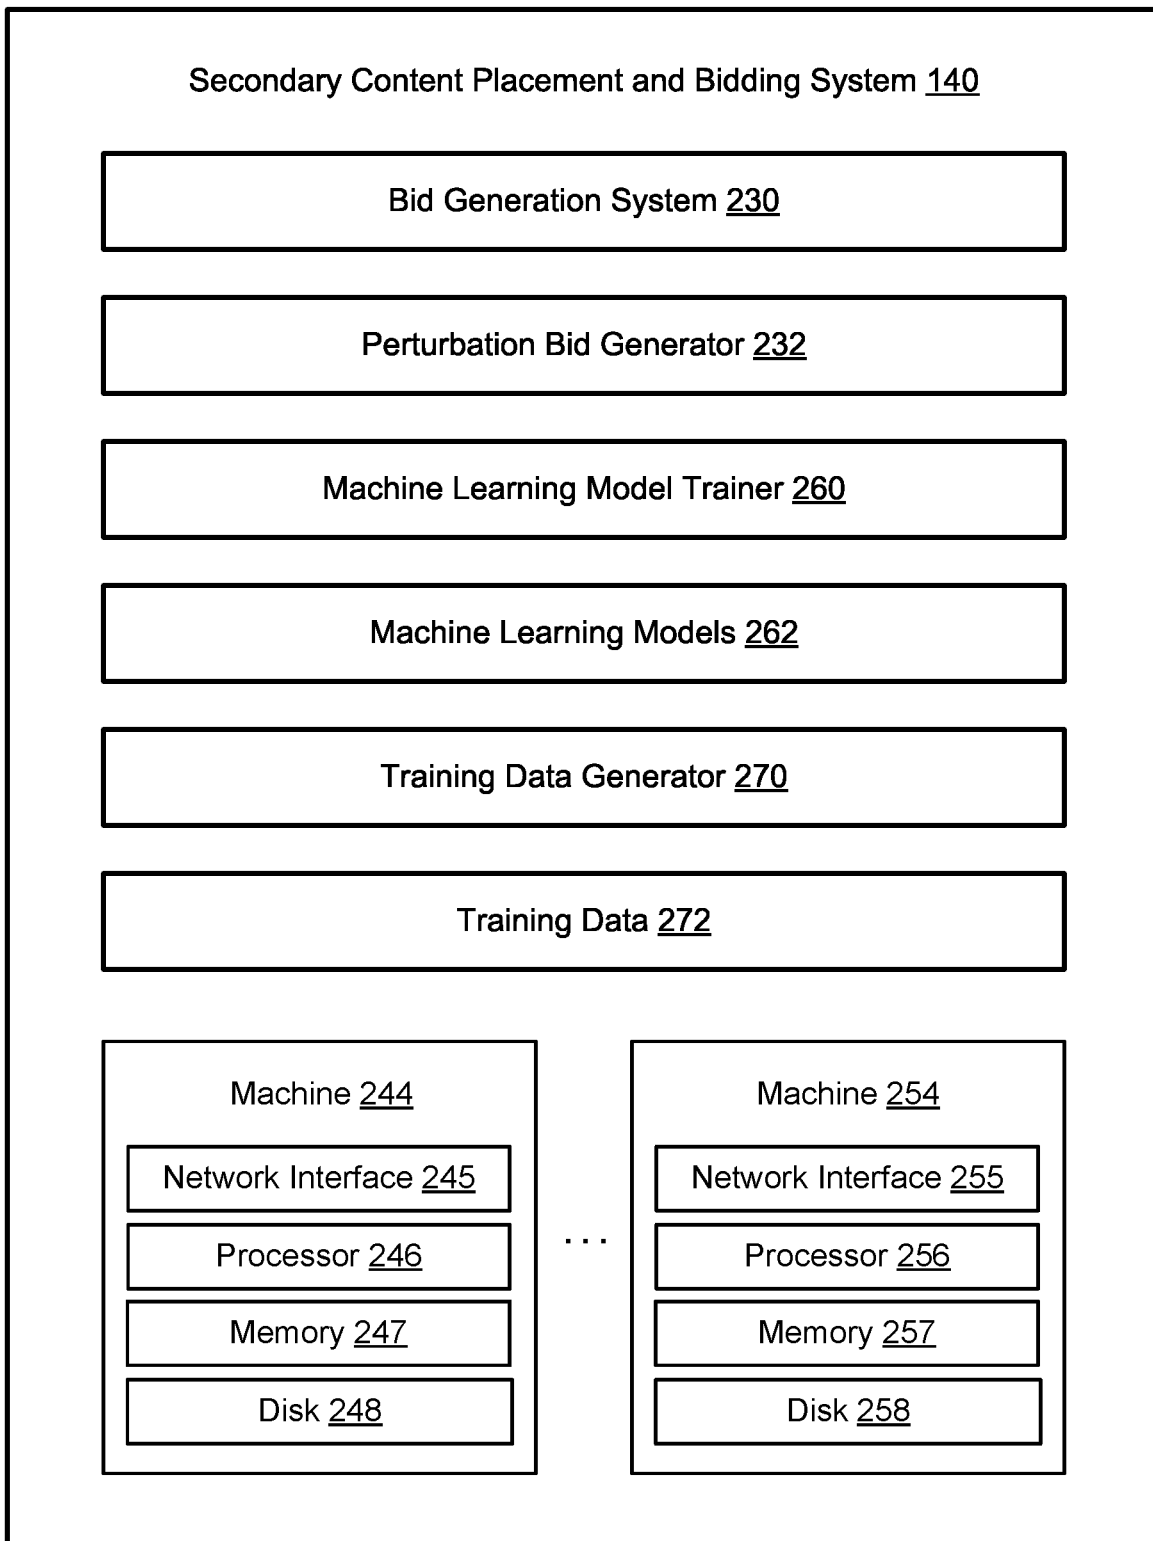 Secondary Content Placement and Bidding System 140
Bid Generation System 230
Perturbation Bid Generator 232
Machine Learning Model Trainer 260
Machine Learning Models 262
Training Data Generator 270
Training Data 272
Machine 244
Network Interface 245
Processor 246
Memory 247
Disk 248
. . .
Machine 254
Network Interface 255
Processor 256
Memory 257
Disk 258